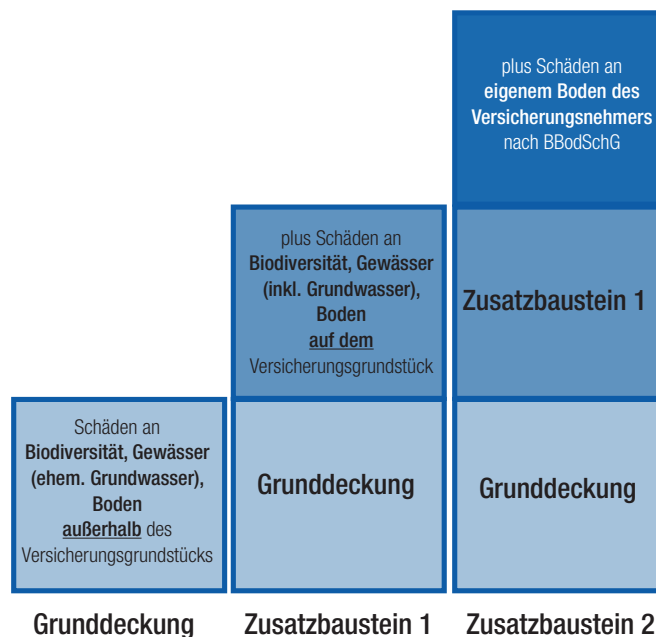 plus Schäden an
eigenem Boden des
Versicherungsnehmers
nach BBodSchG
plus Schäden an
Biodiversität, Gewässer
(inkl. Grundwasser),
Boden
auf dem
Versicherungsgrundstück
Zusatzbaustein 1
Schäden an
Biodiversität, Gewässer
(ehem. Grundwasser),
Boden
außerhalb des
Versicherungsgrundstücks
Grunddeckung
Grunddeckung
Grunddeckung
Zusatzbaustein 1
Zusatzbaustein 2